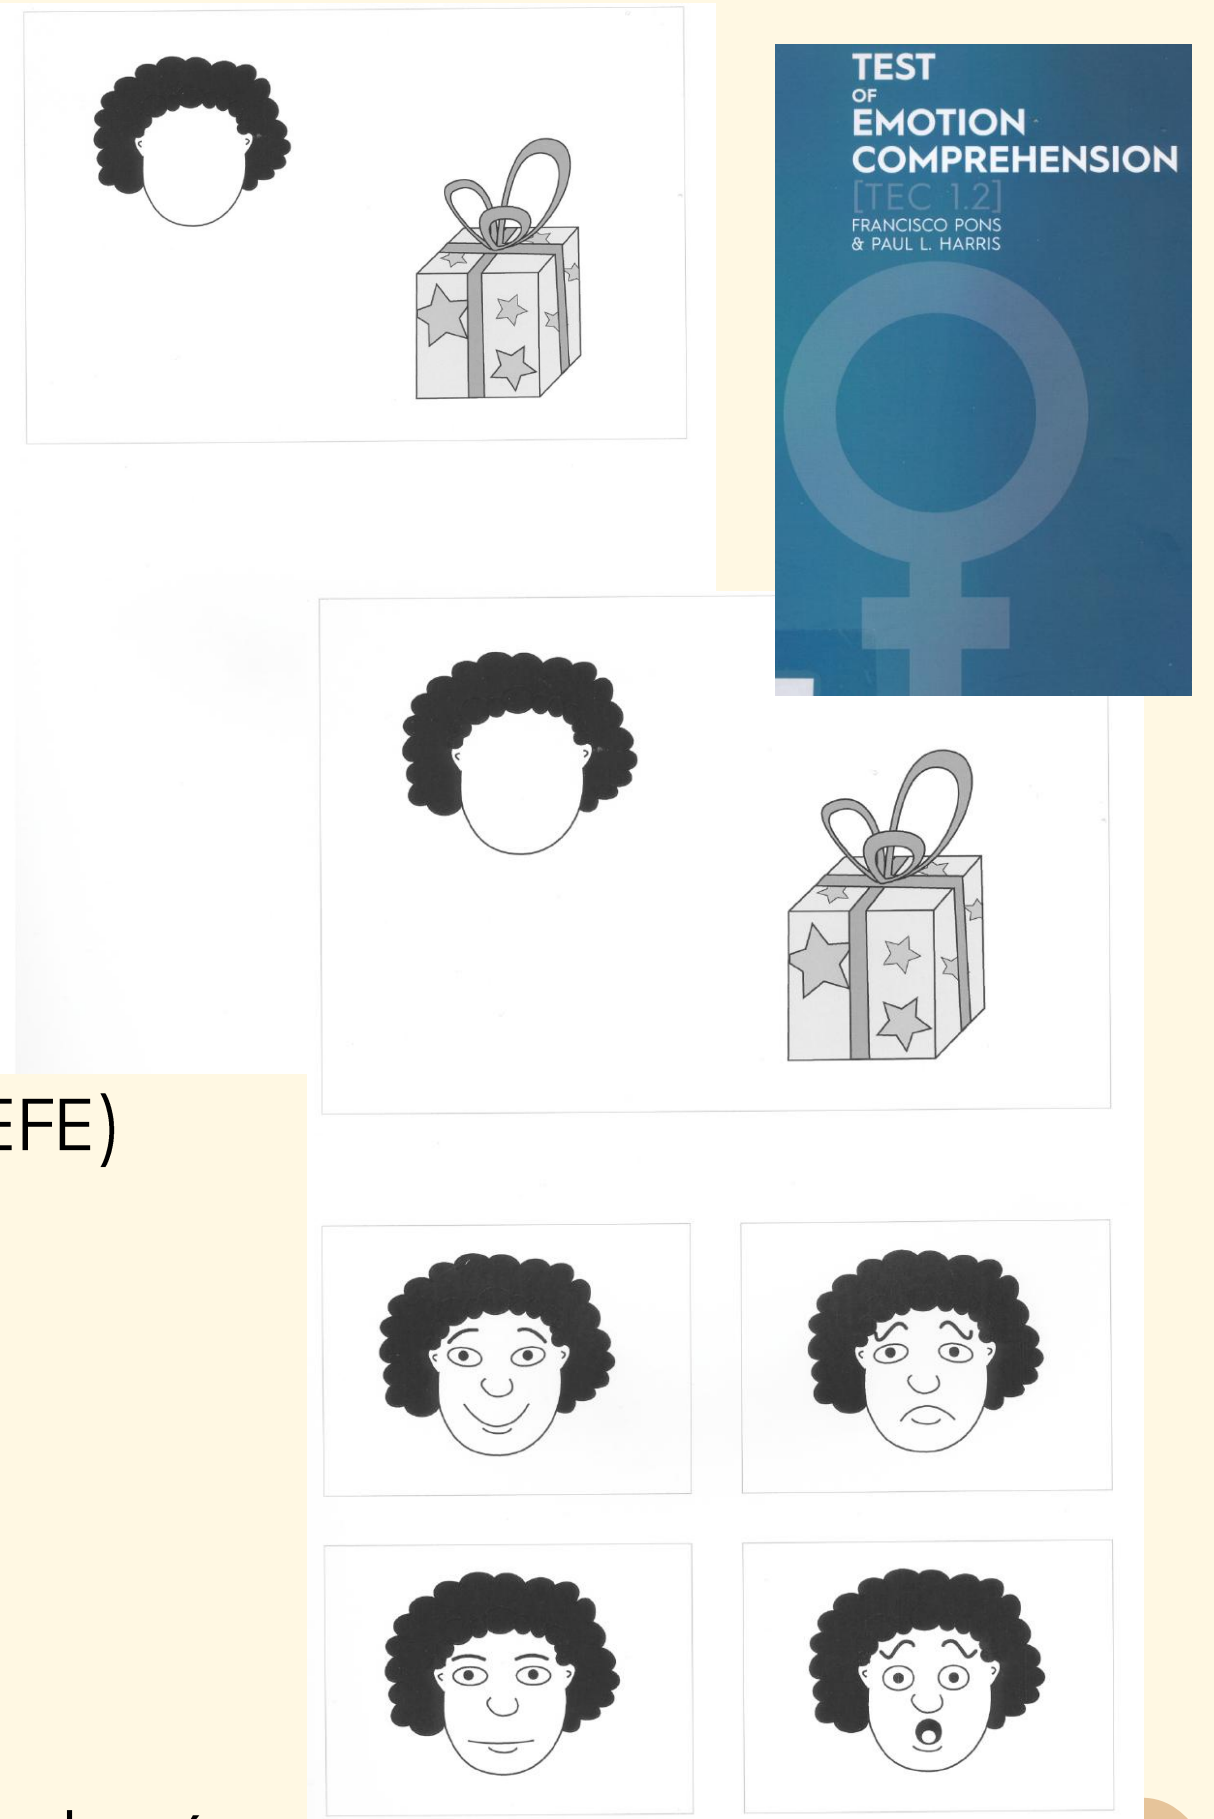 TEST
OF
EMOTION
COMPREHENSION
[TEC 1.2]
FRANCISCO PONS
& PAUL L. HARRIS
EFE)